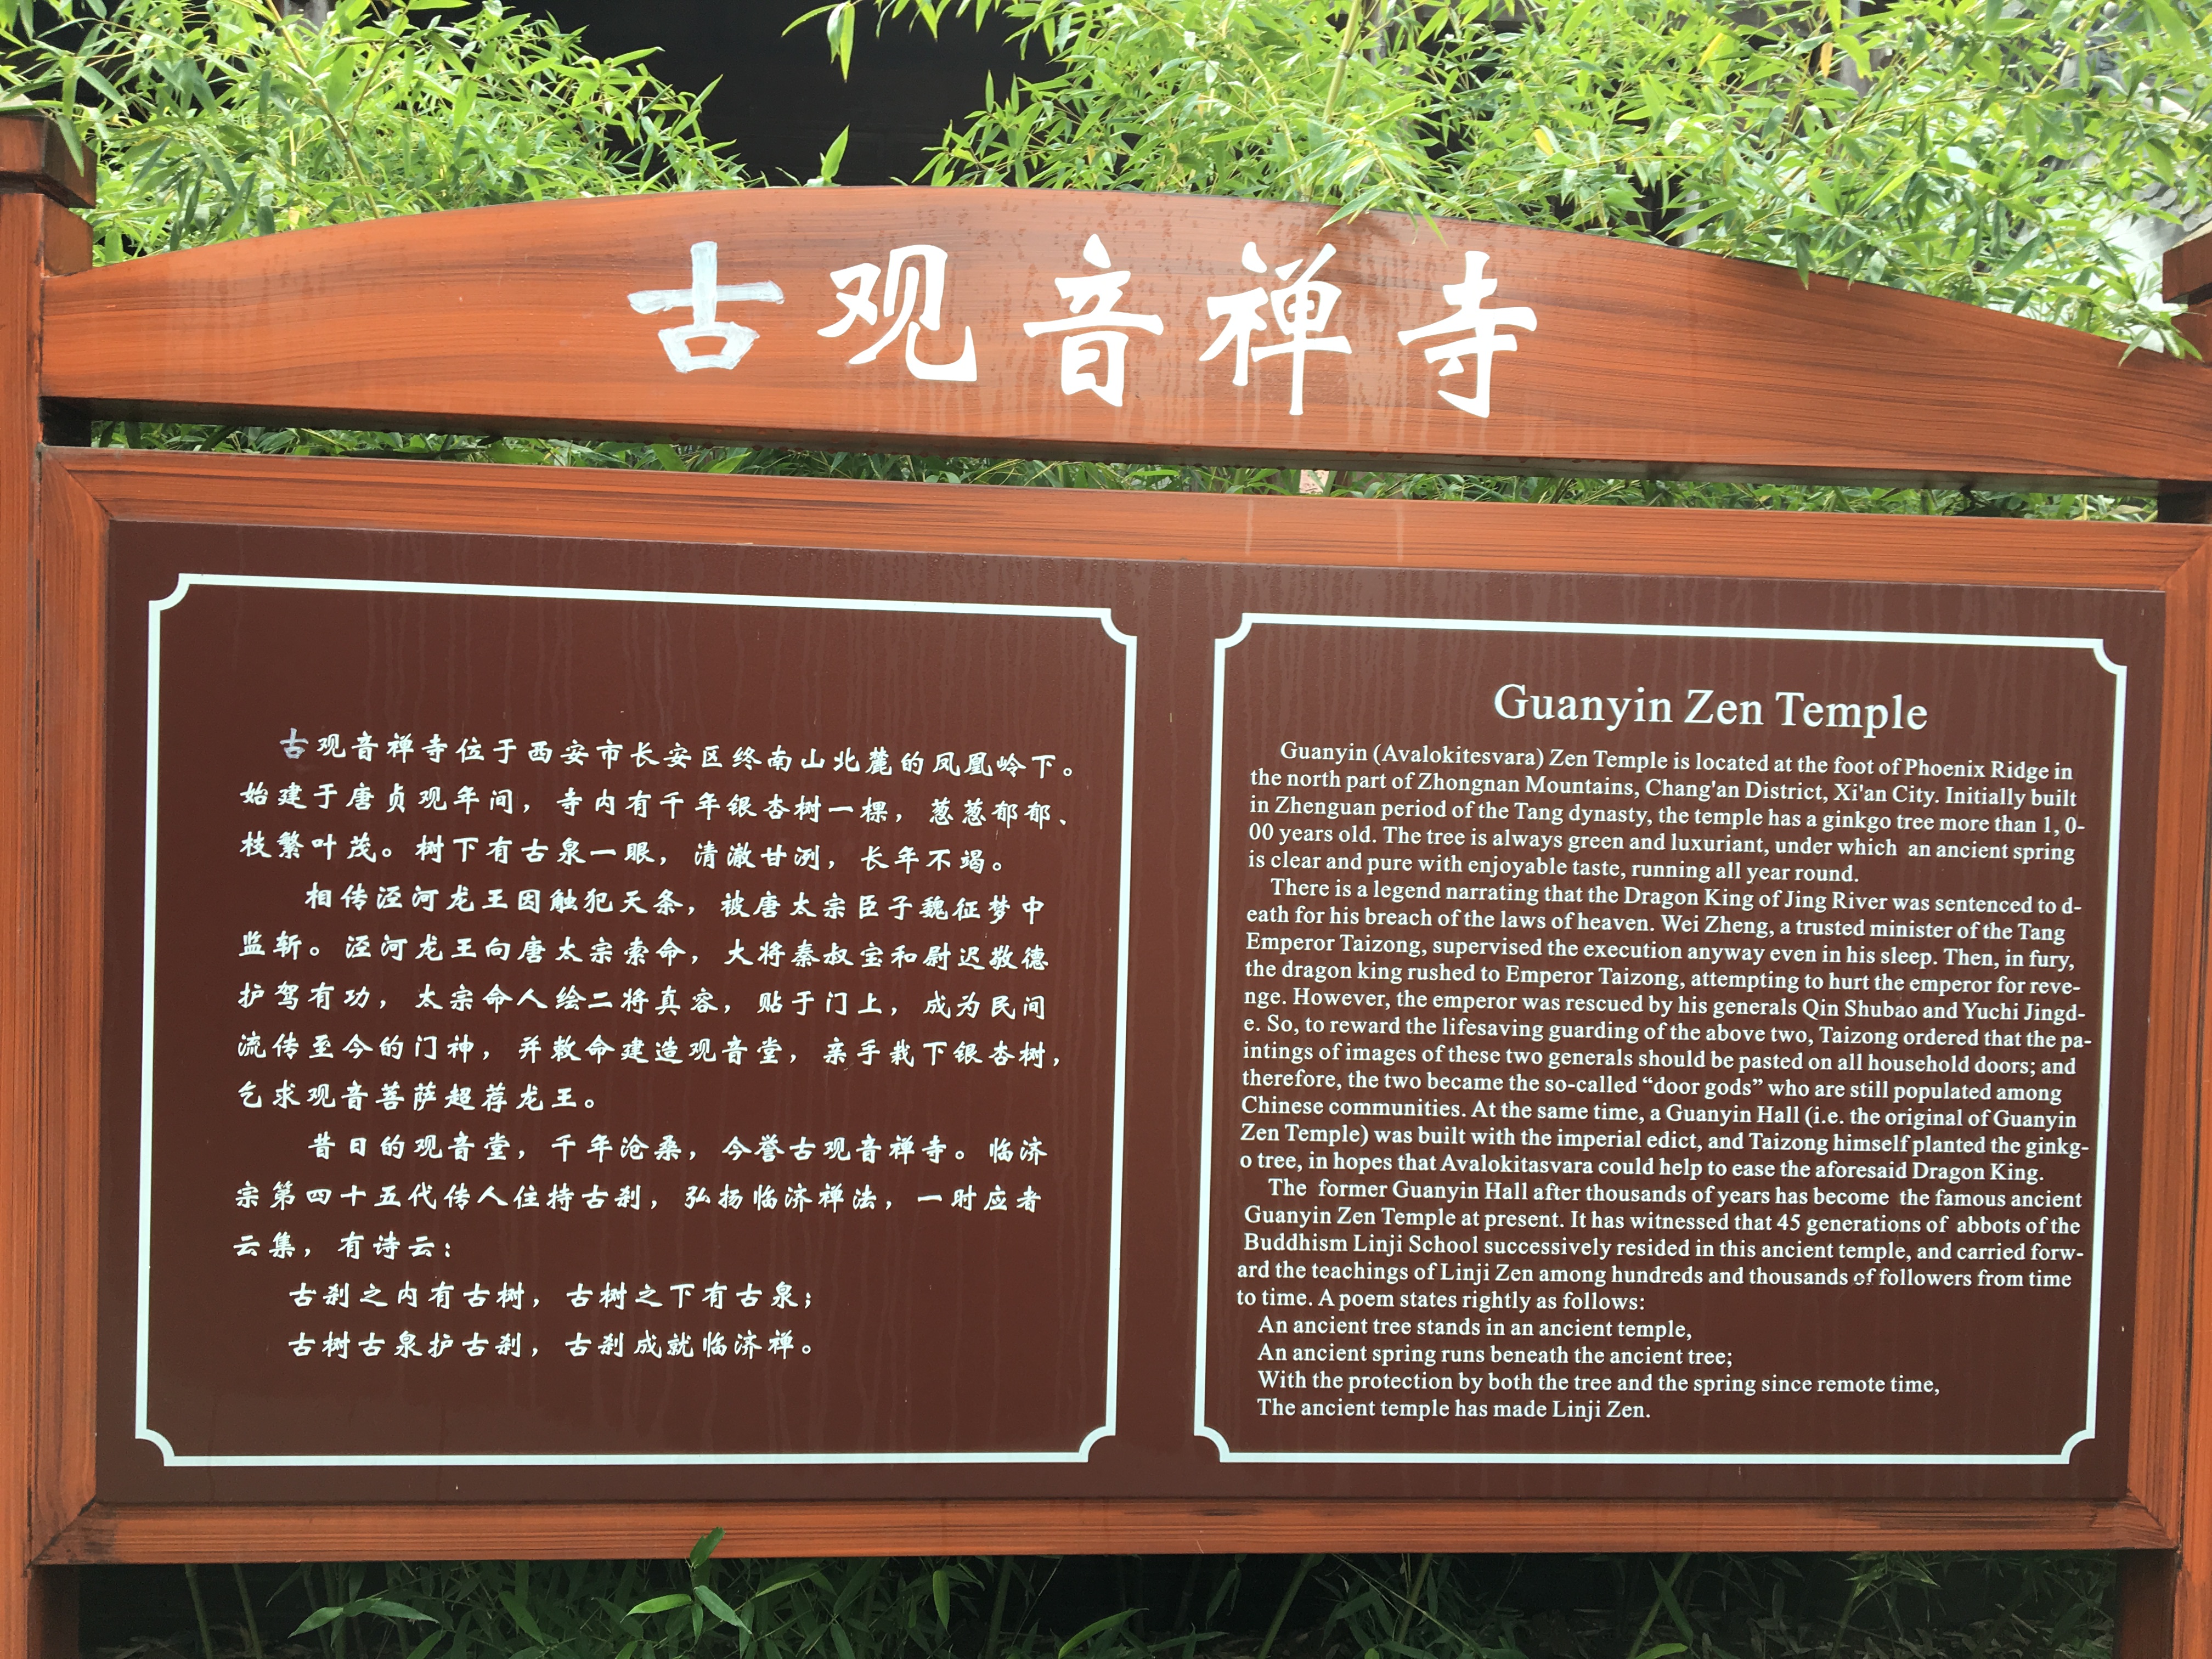 古观音禅寺
古观音禅寺位于西安市长安区终南山北麓的凤凰岭下。
始建于唐贞观年间，寺内有千年银杏树一棵，葱葱郁郁、
枝繁叶茂。树下有古泉一眼，清澈甘冽，长年不竭。
相传泾河龙王因触犯天条，被唐太宗臣子魏征梦中
监斩。泾河龙王向唐太宗索命，大将秦叔宝和尉迟敬德
护驾有功，太宗命人绘二将真容，贴于门上，成为民间
流传至今的门神，并敕命建造观音堂，亲手栽下银杏树，
乞求观音菩萨超荐龙王。
昔日的观音堂，千年沧桑，今誉古观音禅寺。临济
宗第四十五代传人住持古刹，弘扬临济禅法，一时应者
云集，有诗云：
古刹之内有古树，古树之下有古泉；
古树古泉护古刹，古刹成就临济禅。
Guanyin Zen Temple
Guanyin (Avalokitesvara) Zen Temple is located at the foot of Phoenix Ridge in
the north part of Zhongnan Mountains, Chang'an District, Xi'an City. Initially built
in Zhenguan period of the Tang dynasty, the temple has a ginkgo tree more than 1, 0-
00 years old. The tree is always green and luxuriant, under which an ancient spring
is clear and pure with enjoyable taste, running all year round.
There is a legend narrating that the Dragon King of Jing River was sentenced to d-
eath for his breach of the laws of heaven. Wei Zheng, a trusted minister of the Tang
Emperor Taizong, supervised the execution anyway even in his sleep. Then, in fury,
the dragon king rushed to Emperor Taizong, attempting to hurt the emperor for reve-
nge. However, the emperor was rescued by his generals Qin Shubao and Yuchi Jingd-
e. So, to reward the lifesaving guarding of the above two, Taizong ordered that the pa-
intings of images of these two generals should be pasted on all household doors; and
therefore, the two became the so-called “door gods” who are still populated among
Chinese communities. At the same time, a Guanyin Hall (i.e. the original of Guanyin
Zen Temple) was built with the imperial edict, and Taizong himself planted the ginkg-
o tree, in hopes that Avalokitasvara could help to ease the aforesaid Dragon King.
The former Guanyin Hall after thousands of years has become the famous ancient
Guanyin Zen Temple at present. It has witnessed that 45 generations of abbots of the
Buddhism Linji School successively resided in this ancient temple, and carried forw-
ard the teachings of Linji Zen among hundreds and thousands of followers from time
to time. A poem states rightly as follows:
An ancient tree stands in an ancient temple,
An ancient spring runs beneath the ancient tree;
With the protection by both the tree and the spring since remote time,
The ancient temple has made Linji Zen.